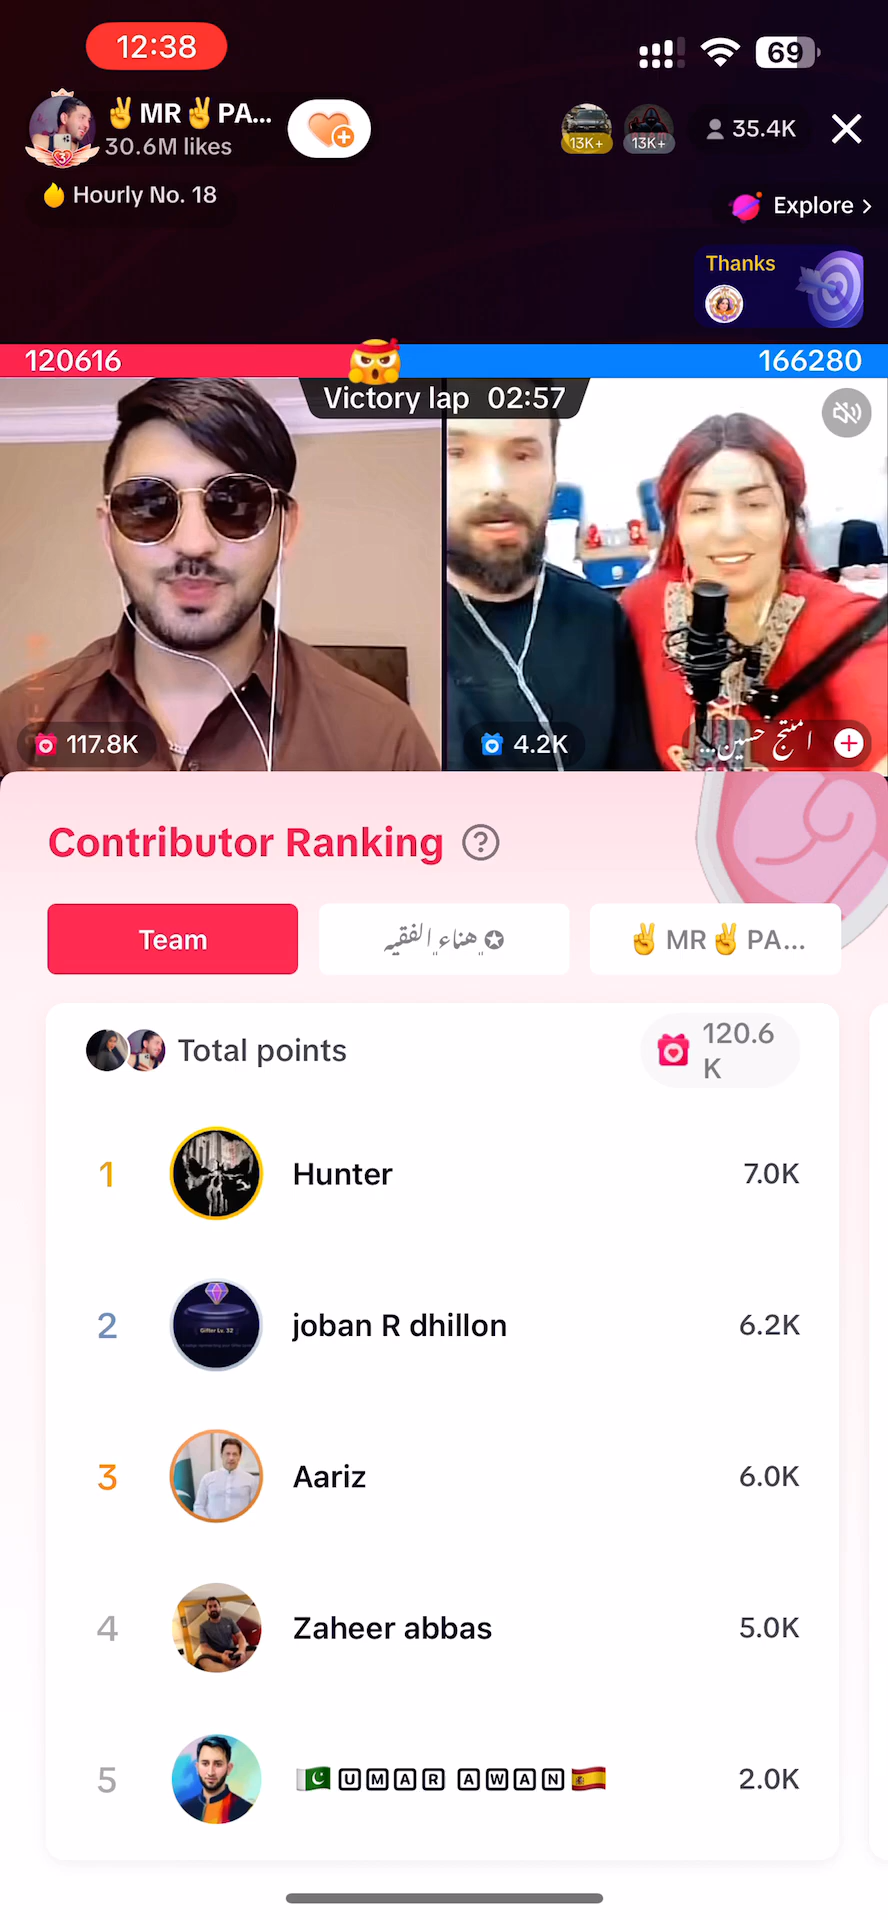 12:38
69
✌️MR✌️PA...
30.6M likes
13K+
13K+
35.4K
Hourly No. 18
Explore >
Thanks
120616
166280
Victory lap 02:57
117.8K
4.2K
امنتج حسين...
Contributor Ranking ?
Team
✪هناء الفقيه
✌️MR✌️PA...
Total points
120.6
K
1
Hunter
7.0K
2
joban R dhillon
6.2K
3
Aariz
6.0K
4
Zaheer abbas
5.0K
5
🇵🇰🅄🄼🄰🅁 🄰🅆🄰🄽🇪🇸
2.0K